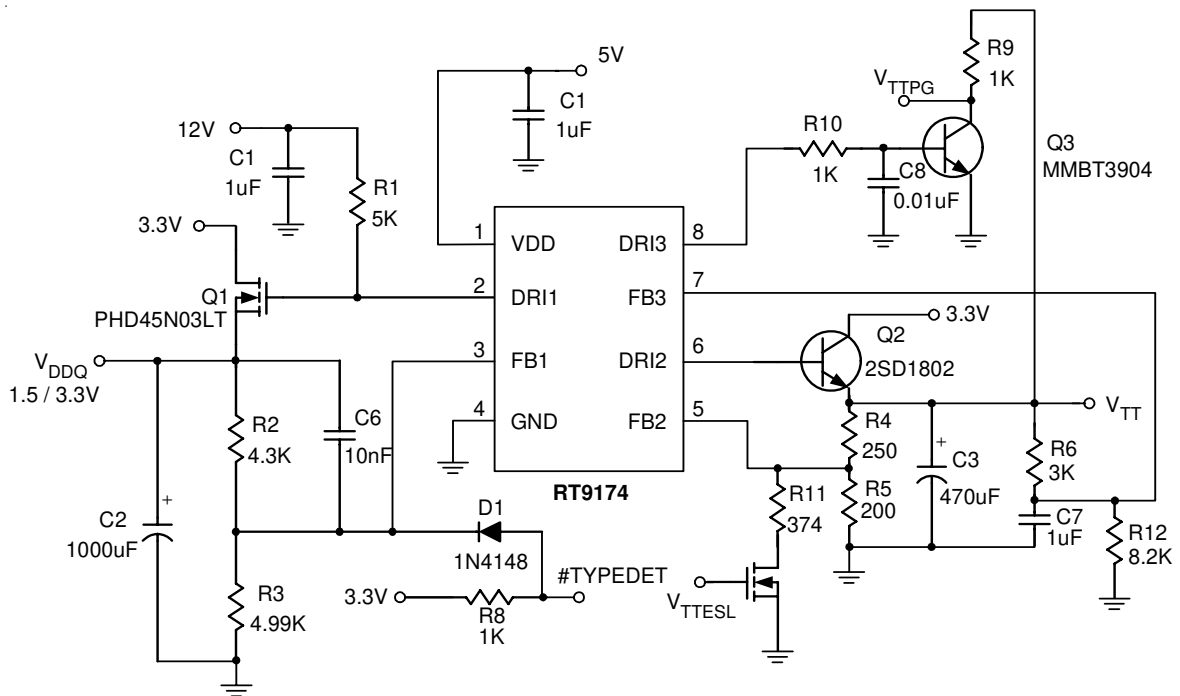 5V
C1
1uF
12V
C1
1uF
R1
5K
3.3V
Q1
PHD45N03LT
V_DDQ
1.5 / 3.3V
R2
4.3K
C6
10nF
C2
+
1000uF
R3
4.99K
D1
1N4148
#TYPEDET
3.3V
R8
1K
1
VDD
2
DRI1
3
FB1
4
GND
DRI3
8
FB3
7
DRI2
6
FB2
5
RT9174
R9
1K
V_TTPG
R10
1K
C8
0.01uF
Q3
MMBT3904
3.3V
Q2
2SD1802
V_TT
R4
250
R5
200
+
C3
470uF
R6
3K
C7
1uF
R12
8.2K
R11
374
V_TTESL